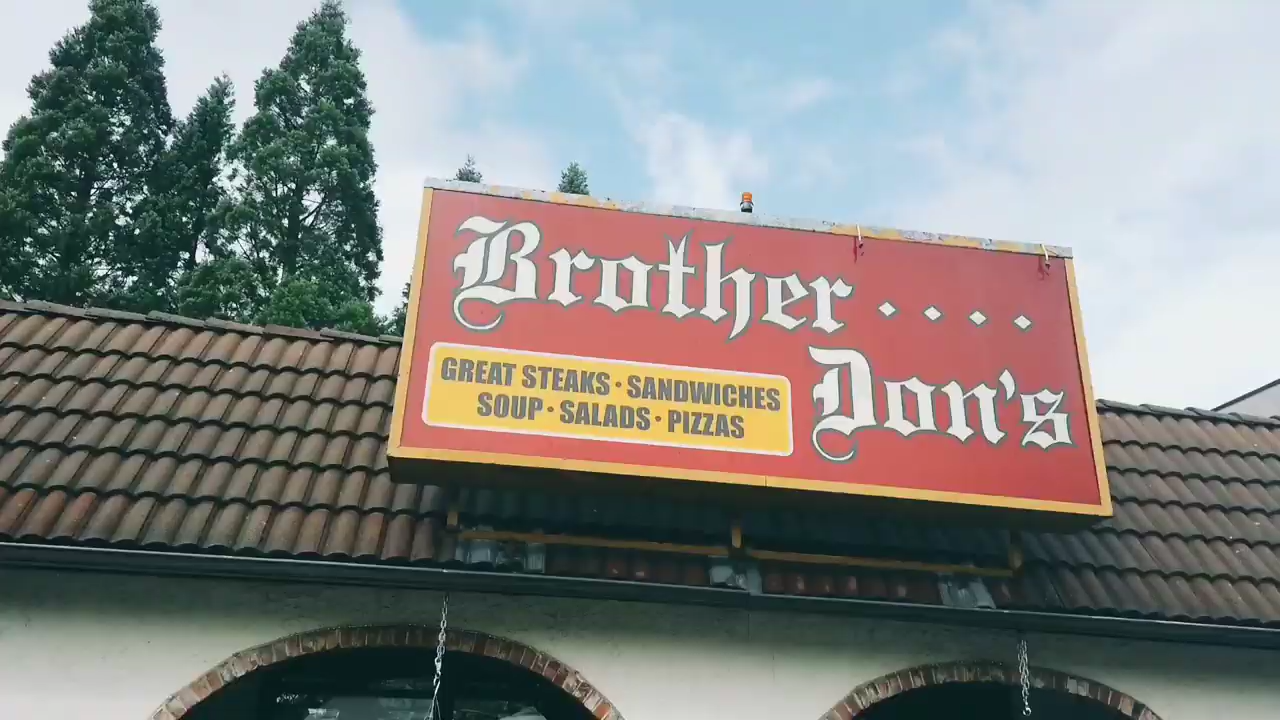 Brother ....
Don's
GREAT STEAKS · SANDWICHES
SOUP · SALADS · PIZZAS